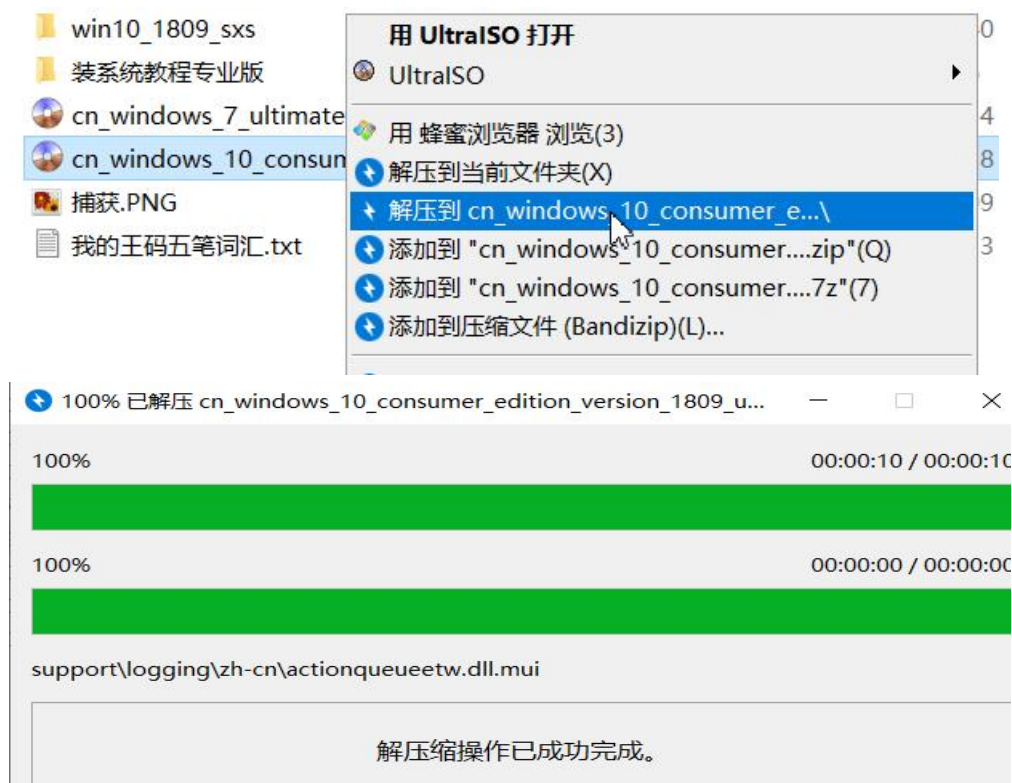 win10_1809_sxs
装系统教程专业版
cn_windows_7_ultimate
cn_windows_10_consum
捕获.PNG
我的王码五笔词汇.txt
用 UltraISO 打开
UltraISO
用 蜂蜜浏览器 浏览(3)
解压到当前文件夹(X)
解压到 cn_windows_10_consumer_e...\
添加到 "cn_windows_10_consumer....zip"(Q)
添加到 "cn_windows_10_consumer....7z"(7)
添加到压缩文件 (Bandizip)(L)...
0
4
8
9
3
100% 已解压 cn_windows_10_consumer_edition_version_1809_u...
100% 00:00:10 / 00:00:10
100% 00:00:00 / 00:00:00
support\logging\zh-cn\actionqueueetw.dll.mui
解压缩操作已成功完成。